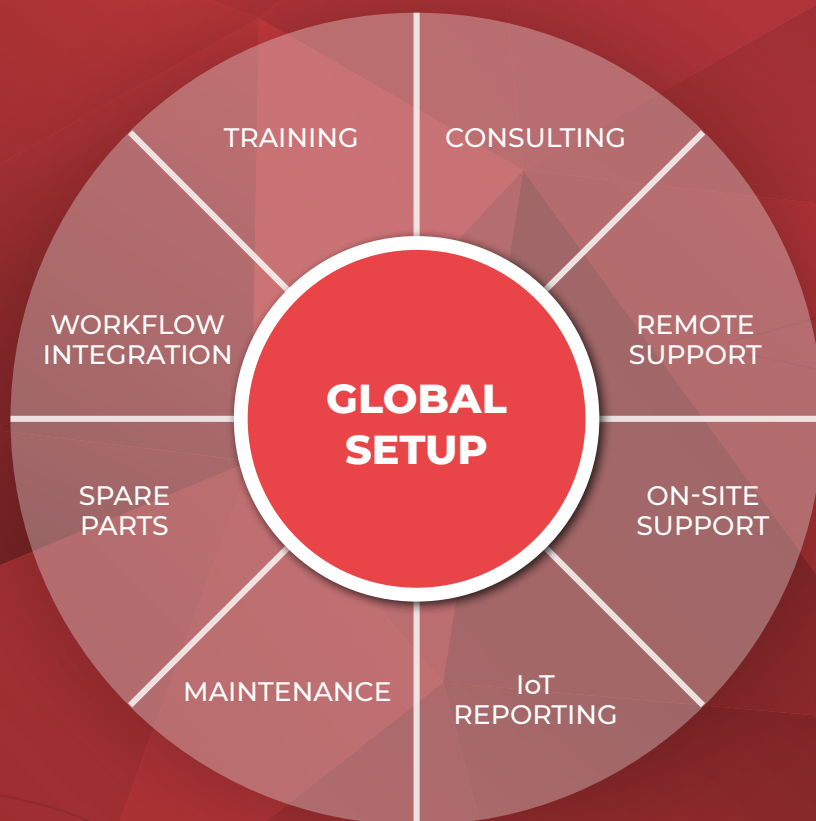 TRAINING
CONSULTING
WORKFLOW
INTEGRATION
REMOTE
SUPPORT
GLOBAL
SETUP
SPARE
PARTS
ON-SITE
SUPPORT
MAINTENANCE
IoT
REPORTING